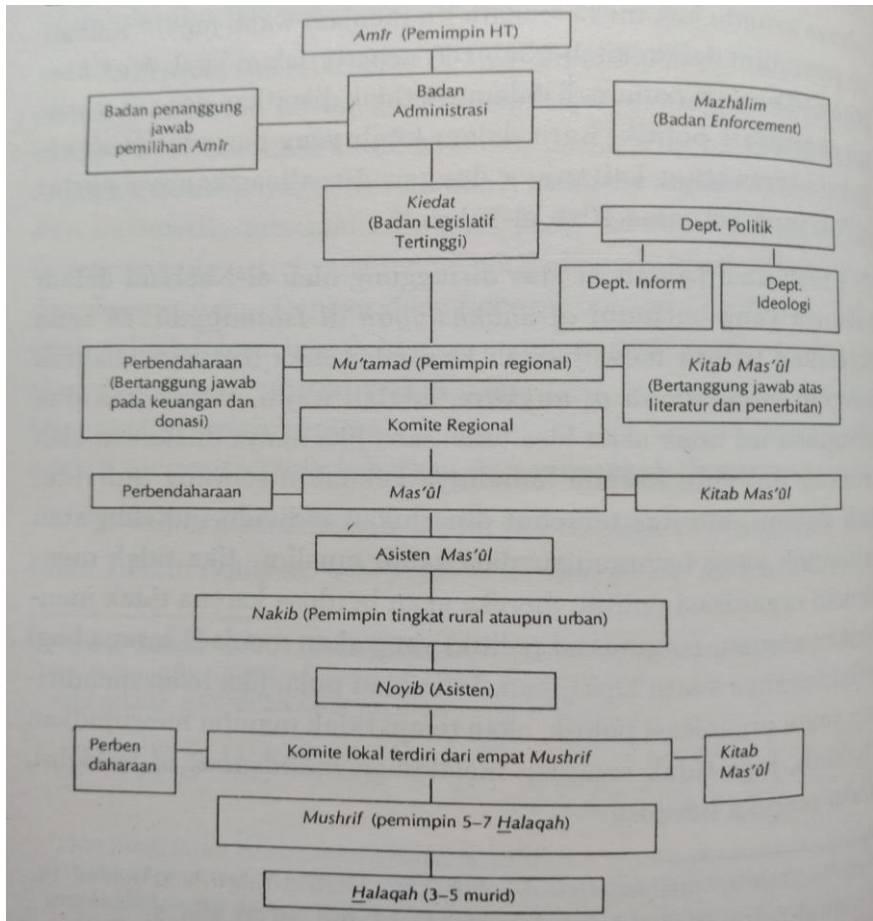 Amîr (Pemimpin HT)
Badan penanggung
jawab
pemilihan Amîr
Badan
Administrasi
Mazhâlim
(Badan Enforcement)
Kiedat
(Badan Legislatif
Tertinggi)
Dept. Politik
Dept. Inform
Dept.
Ideologi
Perbendaharaan
(Bertanggung jawab
pada keuangan dan
donasi)
Mu'tamad (Pemimpin regional)
Kitab Mas'ûl
(Bertanggung jawab atas
literatur dan penerbitan)
Komite Regional
Perbendaharaan
Mas'ûl
Kitab Mas'ûl
Asisten Mas'ûl
Nakib (Pemimpin tingkat rural ataupun urban)
Noyib (Asisten)
Perben
daharaan
Komite lokal terdiri dari empat Mushrif
Kitab
Mas'ûl
Mushrif (pemimpin 5–7 Halaqah)
Halaqah (3–5 murid)